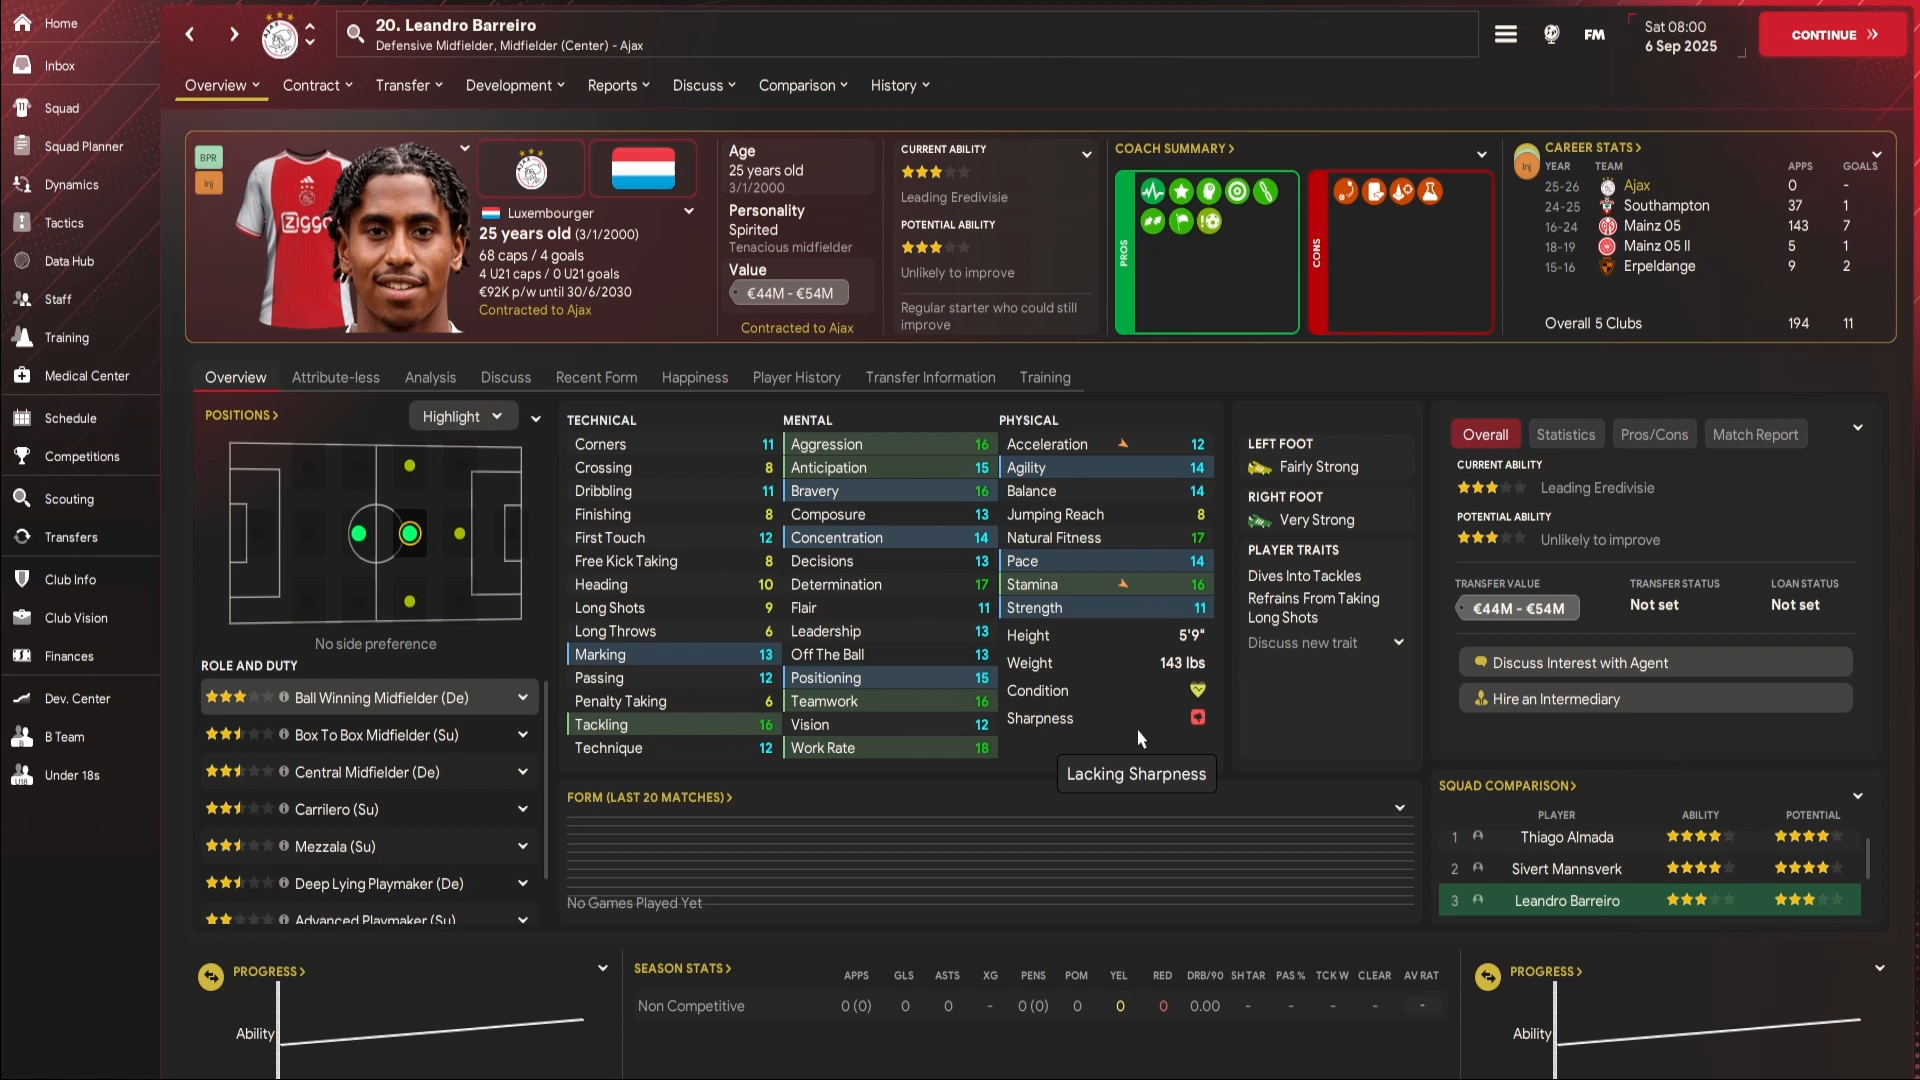 Home
Inbox
Squad
Squad Planner
Dynamics
Tactics
Data Hub
Staff
Training
Medical Center
Schedule
Competitions
Scouting
Transfers
Club Info
Club Vision
Finances
Dev. Center
B Team
Under 18s
20. Leandro Barreiro
Defensive Midfielder, Midfielder (Center) - Ajax
FM
Sat 08:00
6 Sep 2025
CONTINUE
Overview
Contract
Transfer
Development
Reports
Discuss
Comparison
History
BPR
Inj
Ziggo
Luxembourger
25 years old (3/1/2000)
68 caps / 4 goals
4 U21 caps / 0 U21 goals
€92K p/w until 30/6/2030
Contracted to Ajax
Age
25 years old
3/1/2000
Personality
Spirited
Tenacious midfielder
Value
€44M - €54M
Contracted to Ajax
CURRENT ABILITY
Leading Eredivisie
POTENTIAL ABILITY
Unlikely to improve
Regular starter who could still
improve
COACH SUMMARY >
PROS
CONS
Inj
CAREER STATS >
YEAR TEAM APPS GOALS
25-26 Ajax 0 -
24-25 Southampton 37 1
16-24 Mainz 05 143 7
18-19 Mainz 05 II 5 1
15-16 Erpeldange 9 2
Overall 5 Clubs 194 11
Overview
Attribute-less
Analysis
Discuss
Recent Form
Happiness
Player History
Transfer Information
Training
POSITIONS >
Highlight
No side preference
ROLE AND DUTY
Ball Winning Midfielder (De)
Box To Box Midfielder (Su)
Central Midfielder (De)
Carrilero (Su)
Mezzala (Su)
Deep Lying Playmaker (De)
Advanced Playmaker (Su)
TECHNICAL
Corners 11
Crossing 8
Dribbling 11
Finishing 8
First Touch 12
Free Kick Taking 8
Heading 10
Long Shots 9
Long Throws 6
Marking 13
Passing 12
Penalty Taking 6
Tackling 16
Technique 12
MENTAL
Aggression 16
Anticipation 15
Bravery 16
Composure 13
Concentration 14
Decisions 13
Determination 17
Flair 11
Leadership 13
Off The Ball 13
Positioning 15
Teamwork 16
Vision 12
Work Rate 18
PHYSICAL
Acceleration 12
Agility 14
Balance 14
Jumping Reach 8
Natural Fitness 17
Pace 14
Stamina 16
Strength 11
Height 5'9"
Weight 143 lbs
Condition
Sharpness
Lacking Sharpness
LEFT FOOT
Fairly Strong
RIGHT FOOT
Very Strong
PLAYER TRAITS
Dives Into Tackles
Refrains From Taking
Long Shots
Discuss new trait
Overall
Statistics
Pros/Cons
Match Report
CURRENT ABILITY
Leading Eredivisie
POTENTIAL ABILITY
Unlikely to improve
TRANSFER VALUE TRANSFER STATUS LOAN STATUS
€44M - €54M Not set Not set
Discuss Interest with Agent
Hire an Intermediary
FORM (LAST 20 MATCHES) >
No Games Played Yet
SQUAD COMPARISON >
PLAYER ABILITY POTENTIAL
1 Thiago Almada
2 Sivert Mannsverk
3 Leandro Barreiro
PROGRESS >
Ability
SEASON STATS >
APPS GLS ASTS XG PENS POM YEL RED DRB/90 SH TAR PAS % TCK W CLEAR AV RAT
Non Competitive 0 (0) 0 0 - 0 (0) 0 0 0 0.00 - - - - -
PROGRESS >
Ability